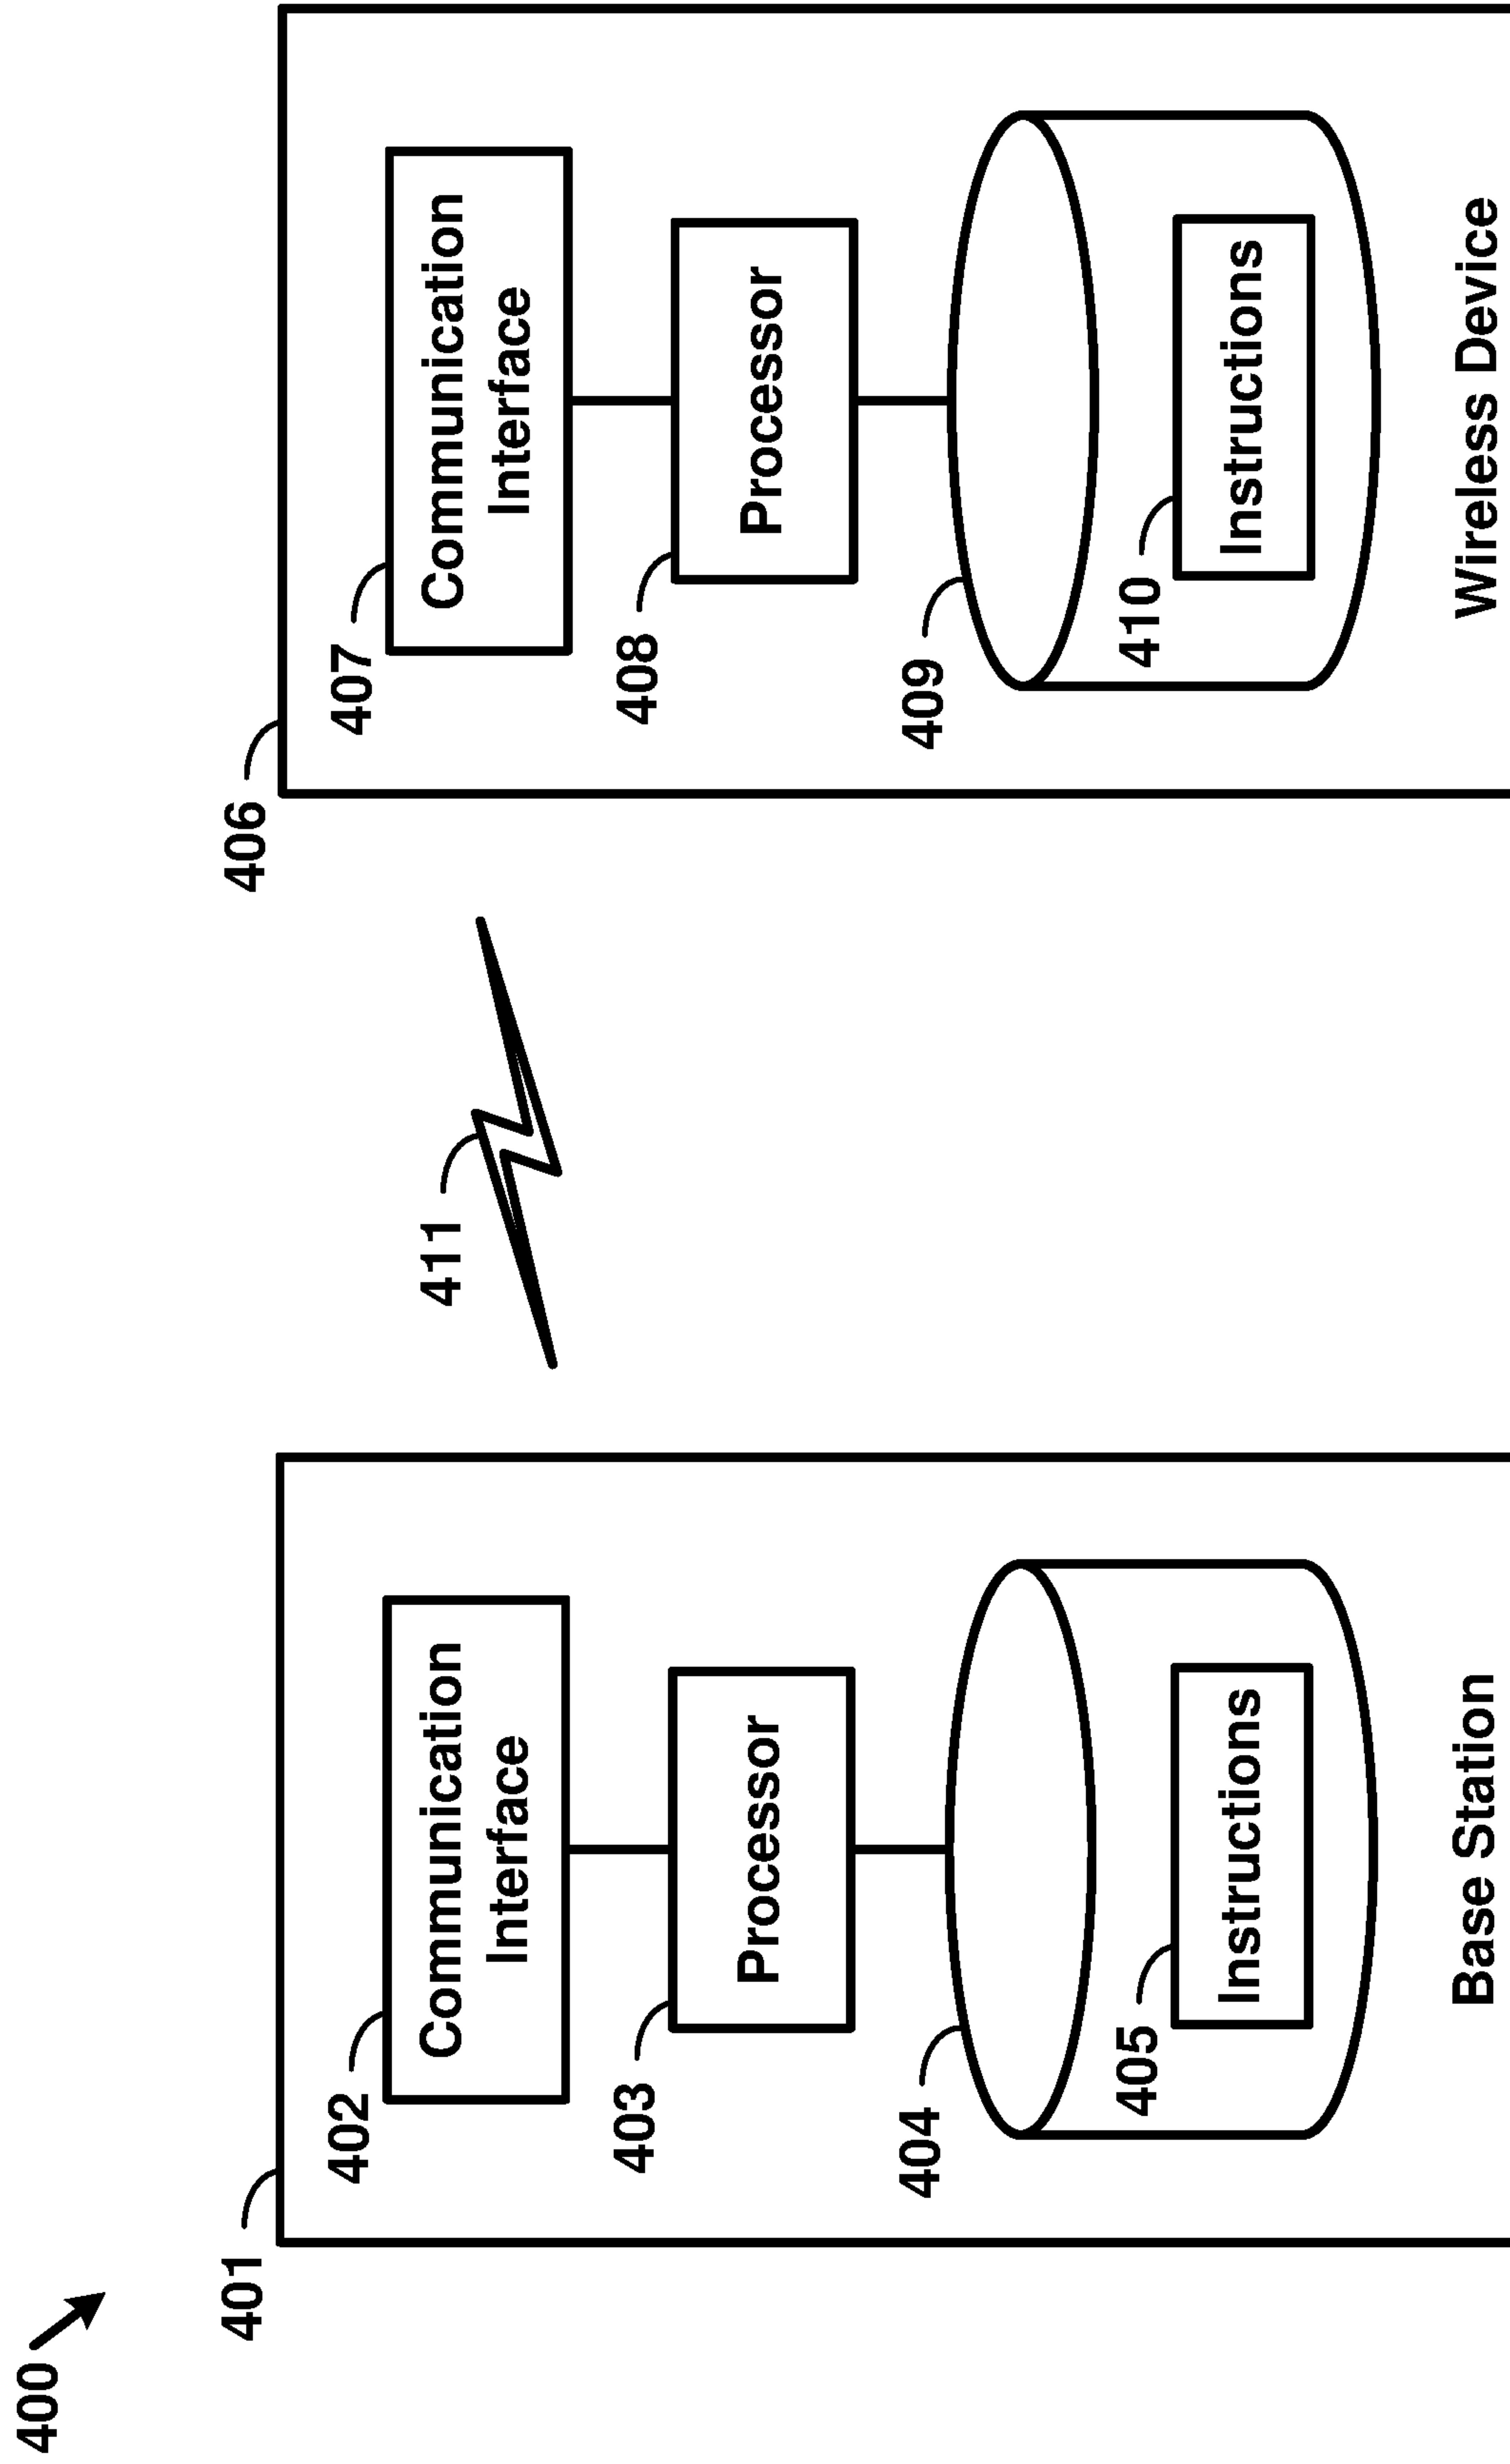 400
401
402
Communication
Interface
403
Processor
404
405
Instructions
Base Station
411
406
407
Communication
Interface
408
Processor
409
410
Instructions
Wireless Device